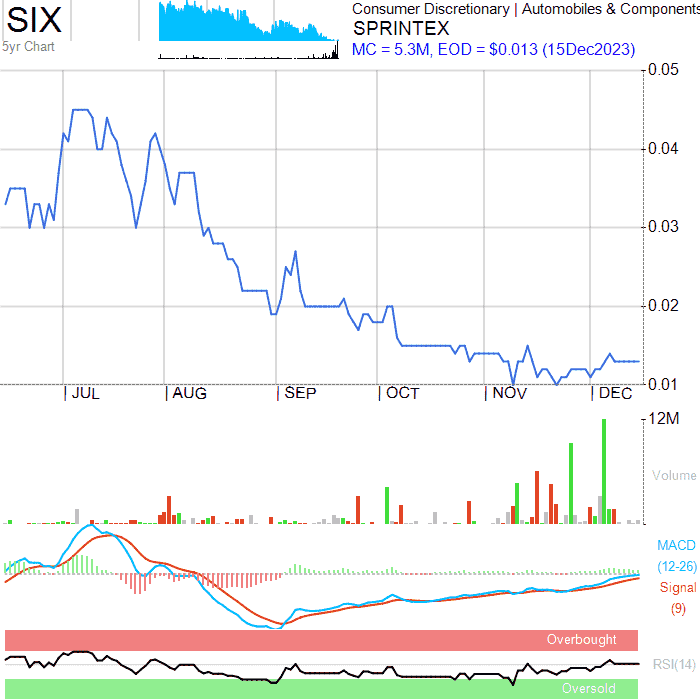 SIX
5yr Chart
Consumer Discretionary | Automobiles & Components
SPRINTEX
MC = 5.3M, EOD = $0.013 (15Dec2023)
0.05
0.04
0.03
0.02
0.01
JUL
AUG
SEP
OCT
NOV
DEC
12M
Volume
MACD
(12-26)
Signal
(9)
Overbought
RSI(14)
Oversold